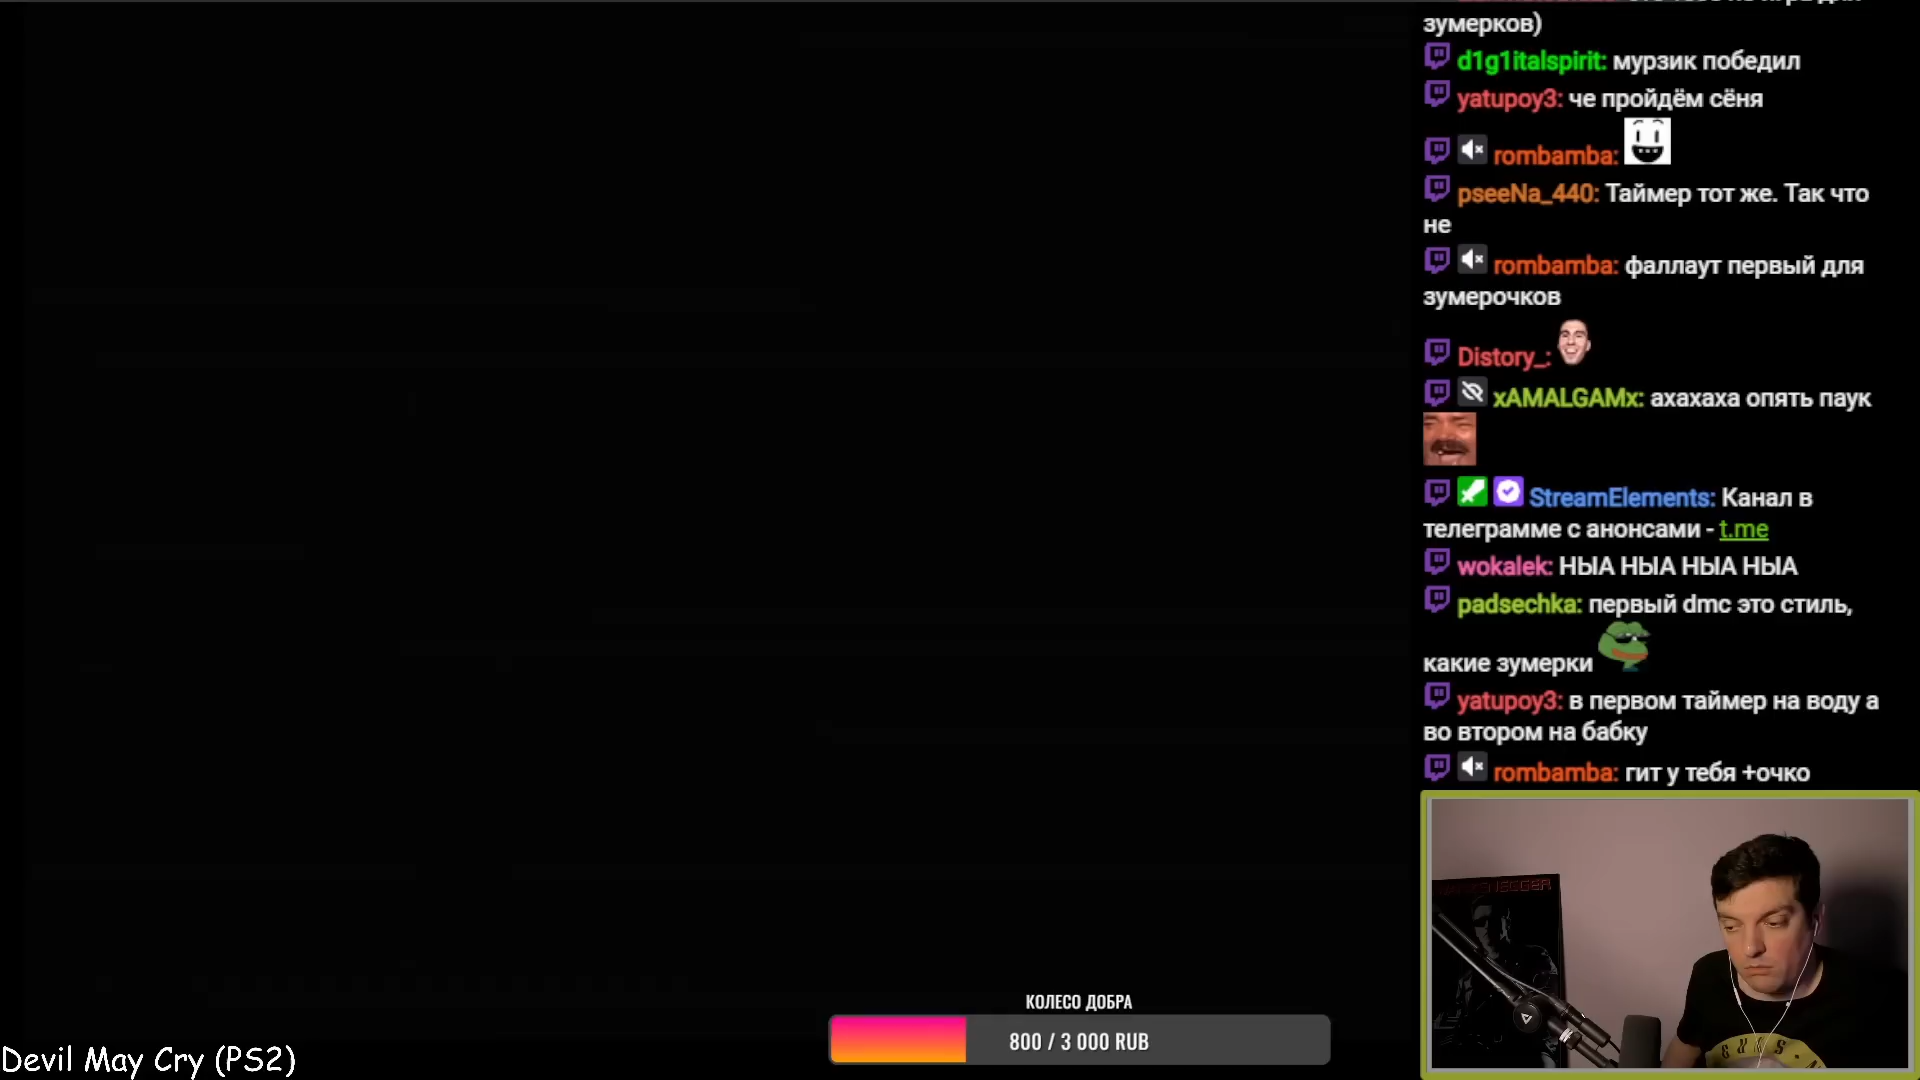 зумерков)
d1g1italspirit: мурзик победил
yatupoy3: че пройдём сёня
rombamba:
pseeNa_440: Таймер тот же. Так что
не
rombamba: фаллаут первый для
зумерочков
Distory_:
xAMALGAMx: ахахаха опять паук
StreamElements: Канал в
телеграмме с анонсами - t.me
wokalek: НЫА НЫА НЫА НЫА
padsechka: первый dmc это стиль,
какие зумерки
yatupoy3: в первом таймер на воду а
во втором на бабку
rombamba: гит у тебя +очко
КОЛЕСО ДОБРА
800 / 3 000 RUB
Devil May Cry (PS2)